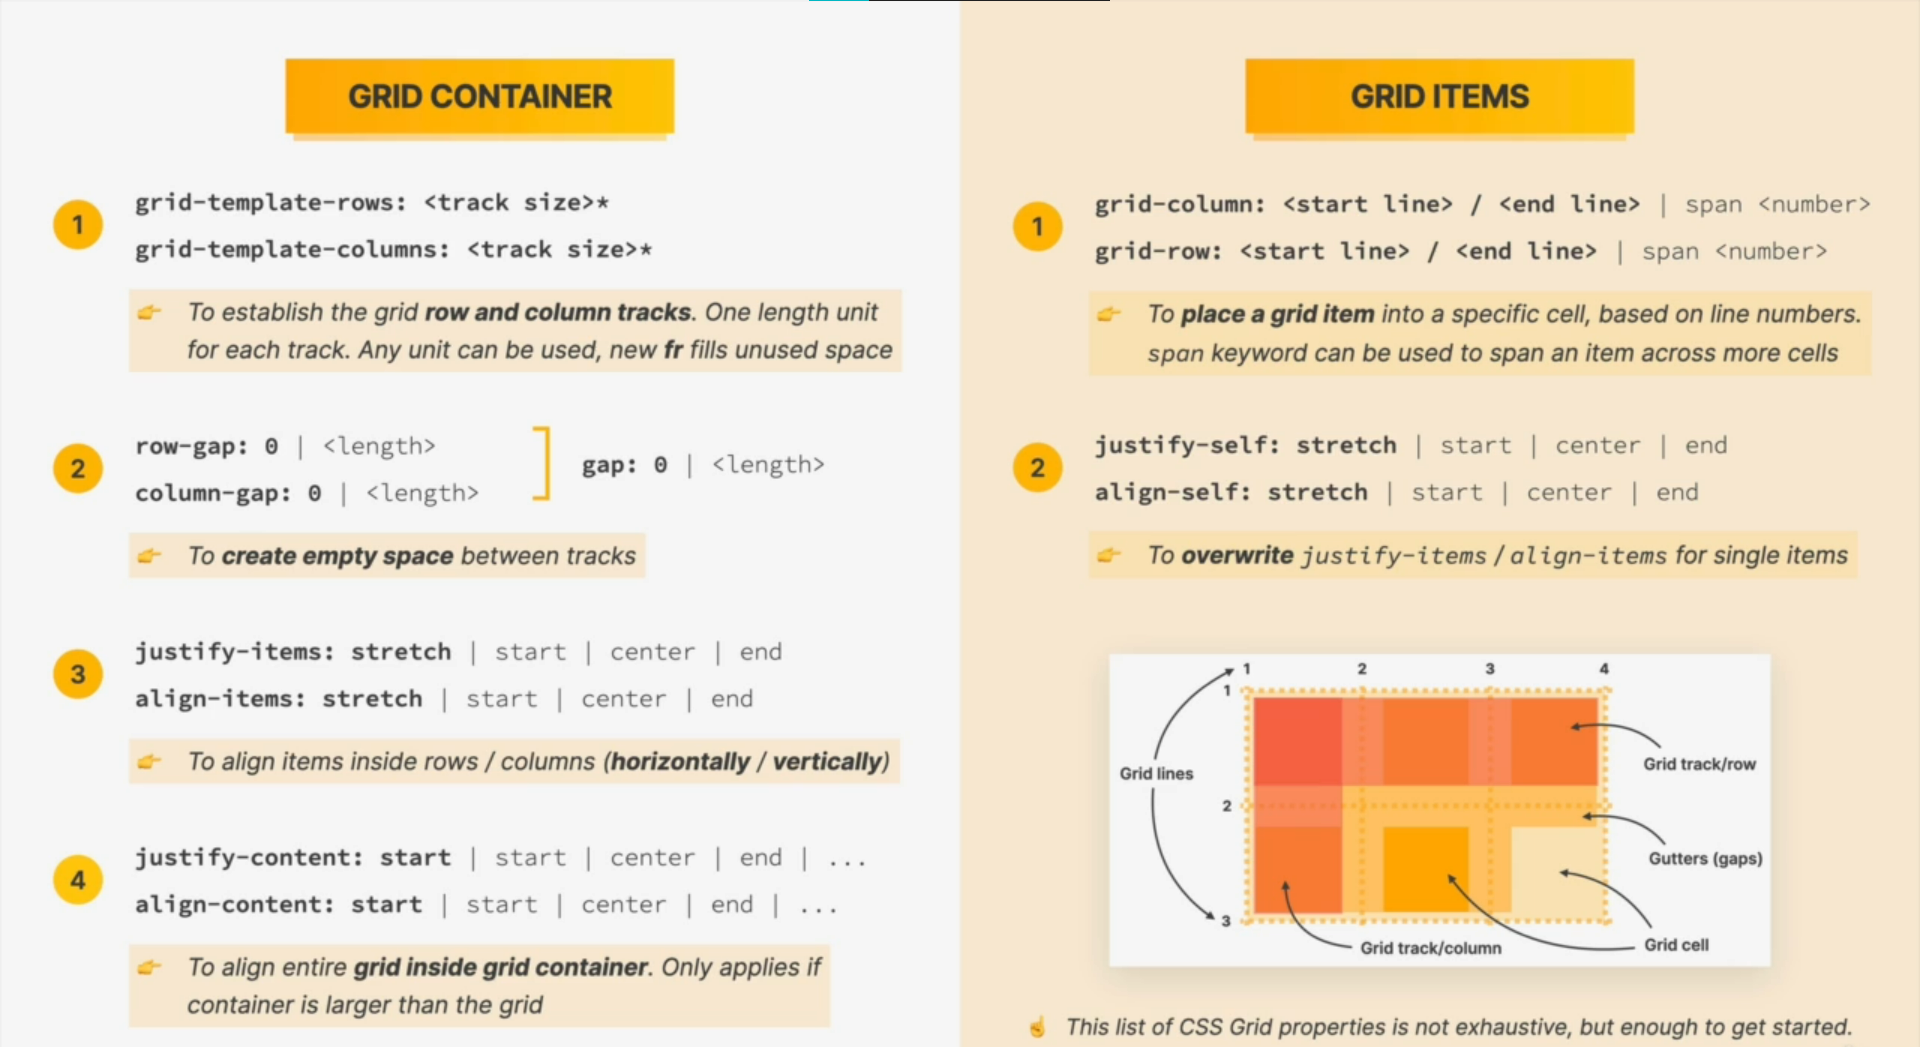 GRID CONTAINER
1
grid-template-rows: <track size>*
grid-template-columns: <track size>*
👉 To establish the grid row and column tracks. One length unit
for each track. Any unit can be used, new fr fills unused space
2
row-gap: 0 | <length>
column-gap: 0 | <length>
gap: 0 | <length>
👉 To create empty space between tracks
3
justify-items: stretch | start | center | end
align-items: stretch | start | center | end
👉 To align items inside rows / columns (horizontally / vertically)
4
justify-content: start | start | center | end | ...
align-content: start | start | center | end | ...
👉 To align entire grid inside grid container. Only applies if
container is larger than the grid
GRID ITEMS
1
grid-column: <start line> / <end line> | span <number>
grid-row: <start line> / <end line> | span <number>
👉 To place a grid item into a specific cell, based on line numbers.
span keyword can be used to span an item across more cells
2
justify-self: stretch | start | center | end
align-self: stretch | start | center | end
👉 To overwrite justify-items / align-items for single items
1 2 3 4
1
Grid track/row
Grid lines
2
Gutters (gaps)
3
Grid track/column
Grid cell
☝ This list of CSS Grid properties is not exhaustive, but enough to get started.